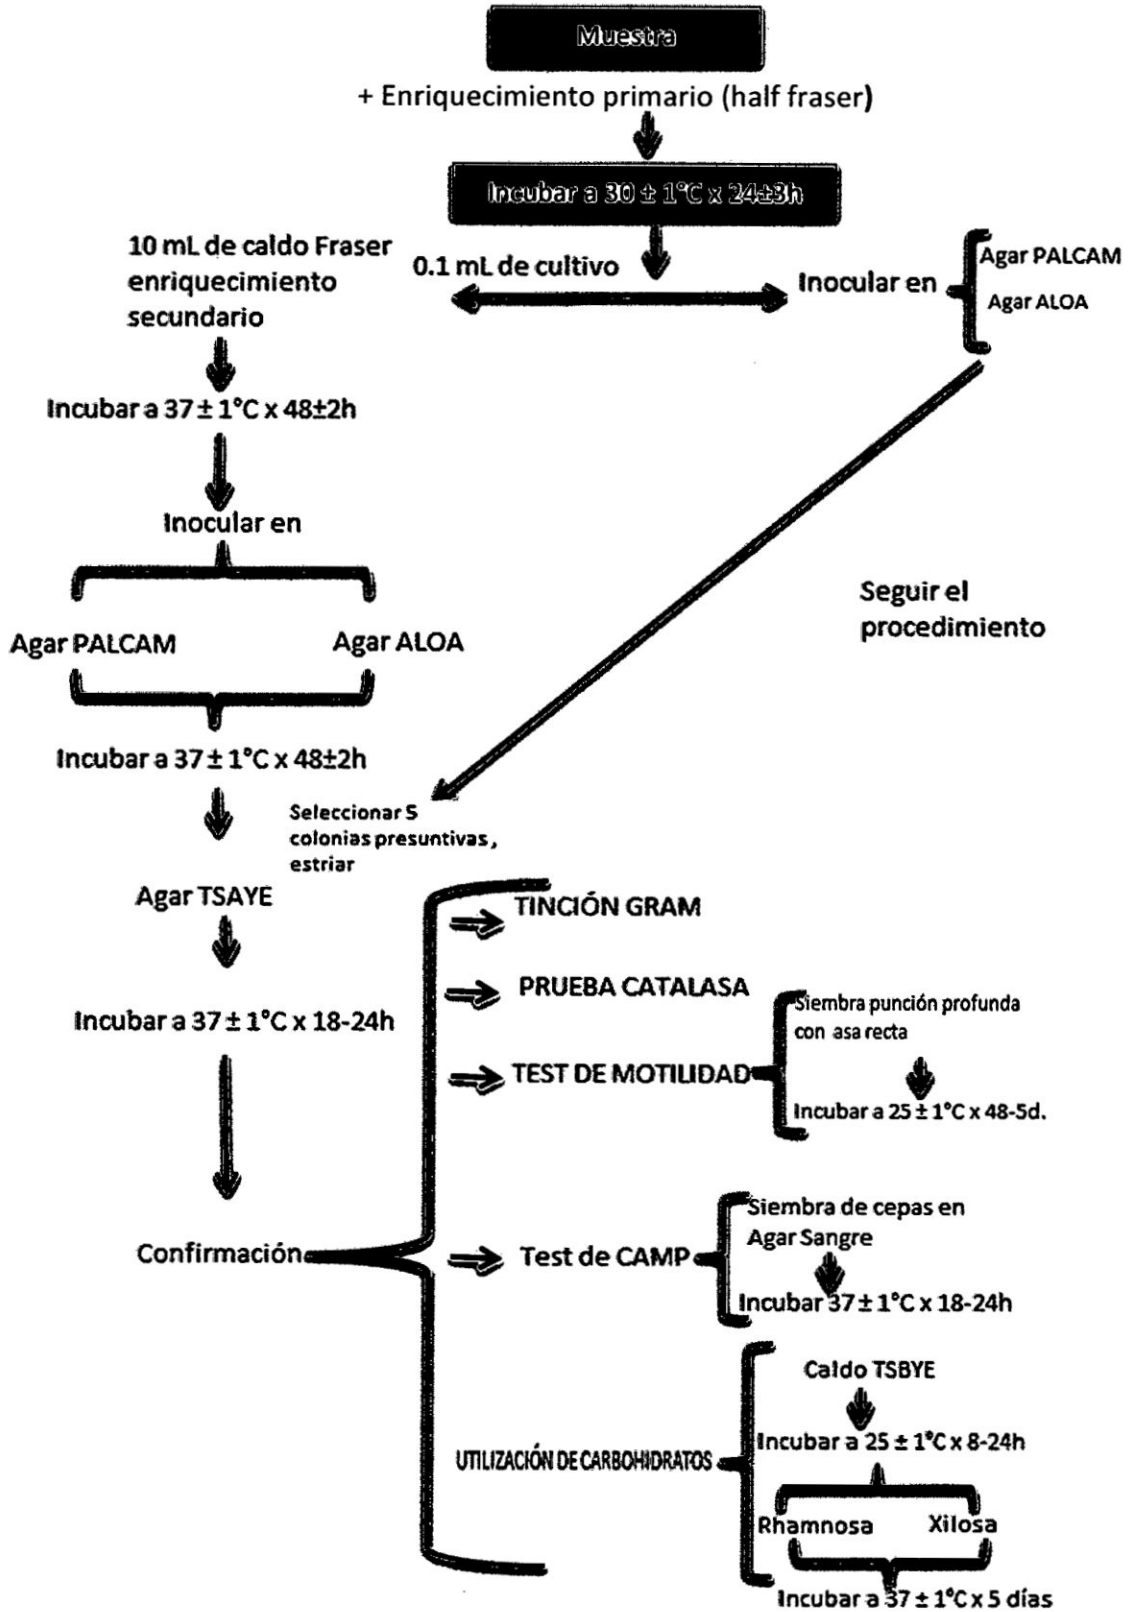 Muestra
+ Enriquecimiento primario (half fraser)
Incubar a 30 ± 1°C x 24±3h
10 mL de caldo Fraser
enriquecimiento
secundario
0.1 mL de cultivo
Inocular en
Agar PALCAM
Agar ALOA
Incubar a 37 ± 1°C x 48±2h
Inocular en
Agar PALCAM
Agar ALOA
Seguir el
procedimiento
Incubar a 37 ± 1°C x 48±2h
Seleccionar 5
colonias presuntivas,
estriar
Agar TSAYE
Incubar a 37 ± 1°C x 18-24h
Confirmación
TINCIÓN GRAM
PRUEBA CATALASA
TEST DE MOTILIDAD
Siembra punción profunda
con asa recta
Incubar a 25 ± 1°C x 48-5d.
Test de CAMP
Siembra de cepas en
Agar Sangre
Incubar 37 ± 1°C x 18-24h
UTILIZACIÓN DE CARBOHIDRATOS
Caldo TSBYE
Incubar a 25 ± 1°C x 8-24h
Rhamnosa
Xilosa
Incubar a 37 ± 1°C x 5 días